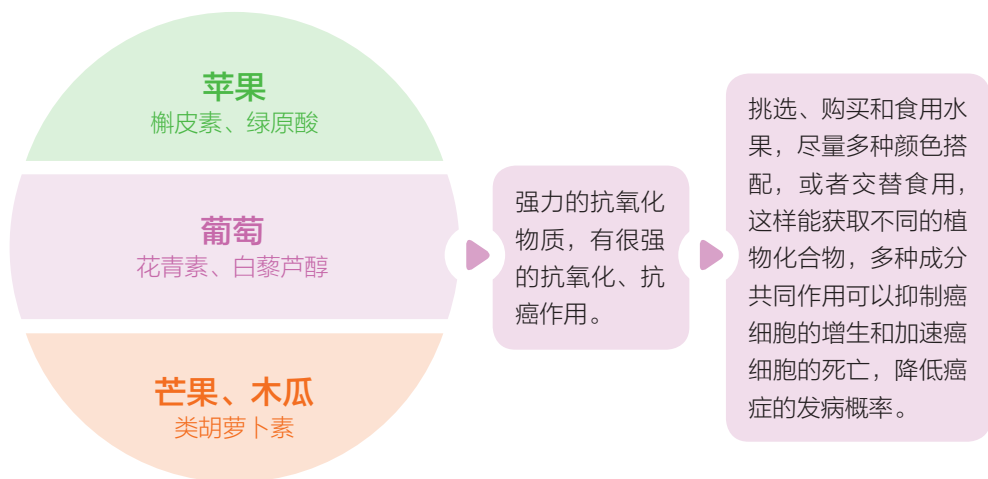 苹果
槲皮素、绿原酸
葡萄
花青素、白藜芦醇
芒果、木瓜
类胡萝卜素
强力的抗氧化
物质，有很强
的抗氧化、抗
癌作用。
挑选、购买和食用水
果，尽量多种颜色搭
配，或者交替食用，
这样能获取不同的植
物化合物，多种成分
共同作用可以抑制癌
细胞的增生和加速癌
细胞的死亡，降低癌
症的发病概率。